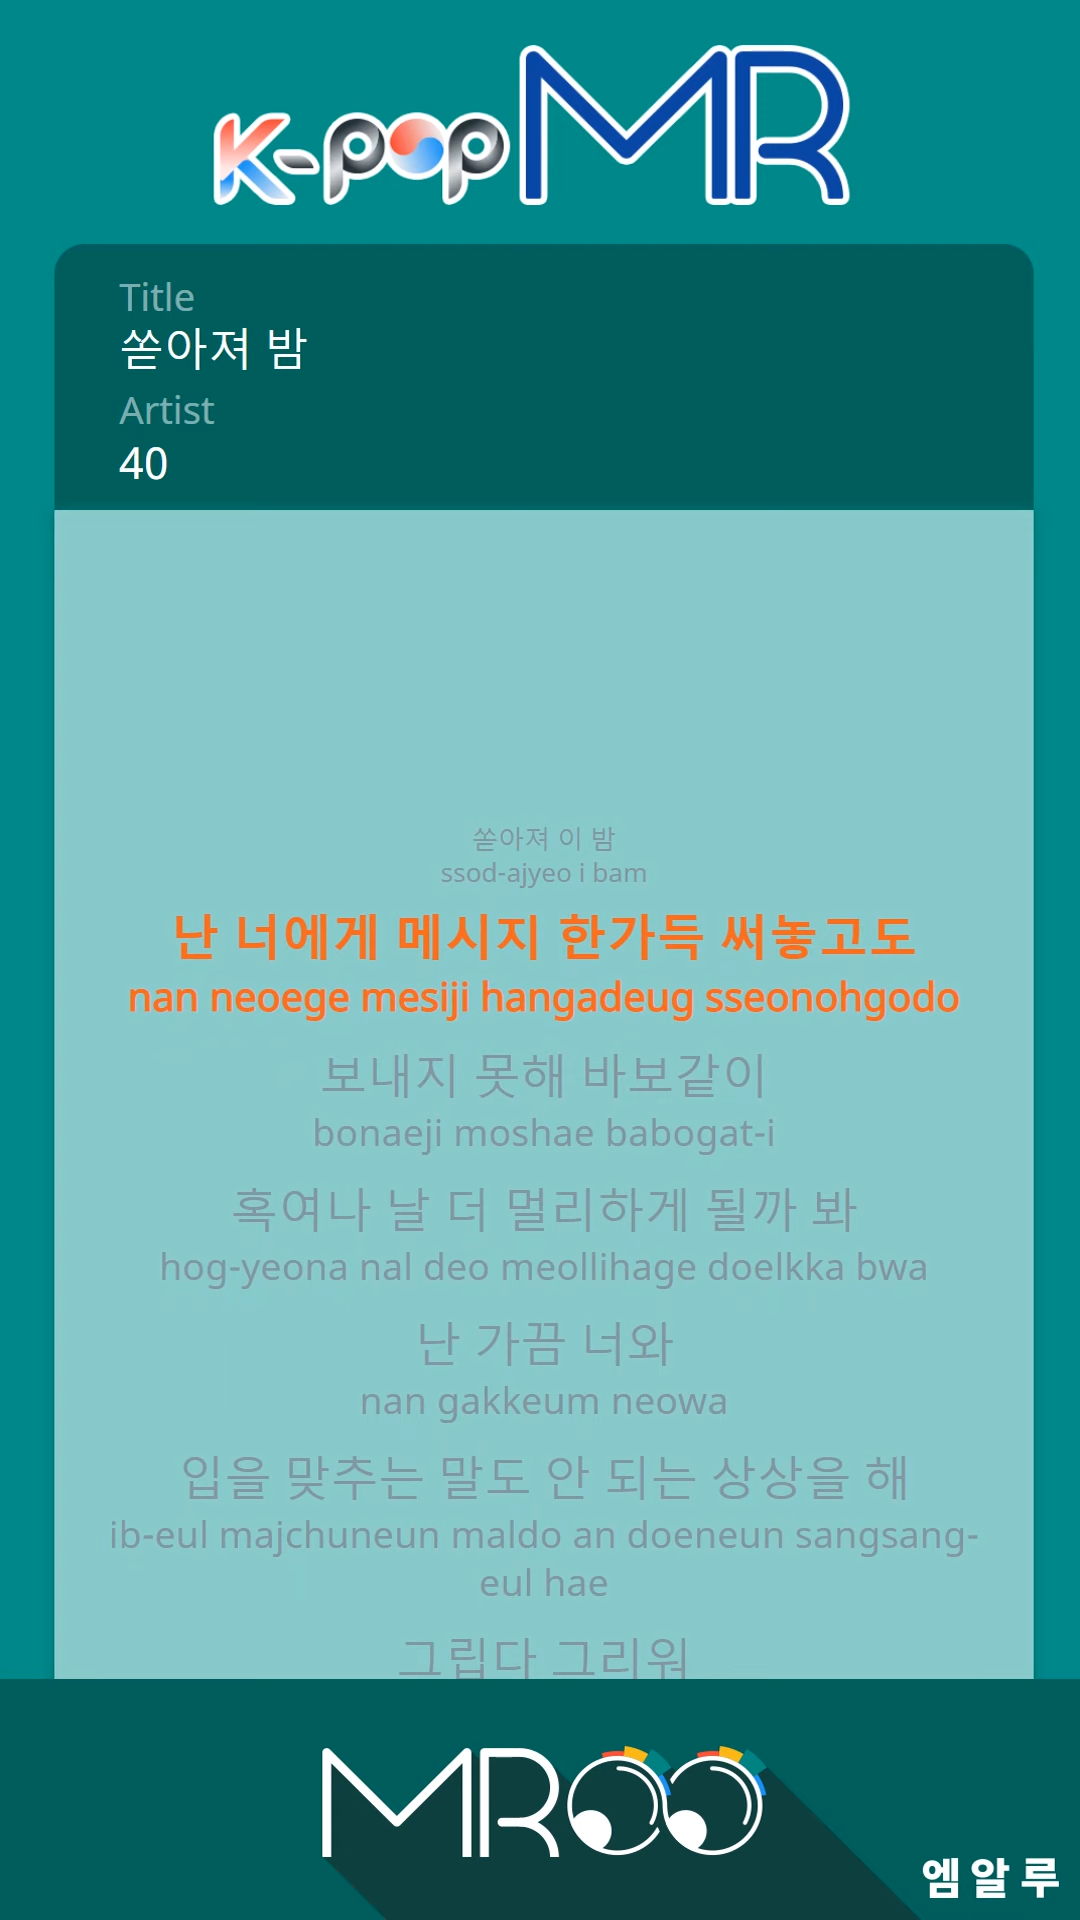 K-pop MR
Title
쏟아져 밤
Artist
40
쏟아져 이 밤
ssod-ajyeo i bam
난 너에게 메시지 한가득 써놓고도
nan neoege mesiji hangadeug sseonohgodo
보내지 못해 바보같이
bonaeji moshae babogat-i
혹여나 날 더 멀리하게 될까 봐
hog-yeona nal deo meollihage doelkka bwa
난 가끔 너와
nan gakkeum neowa
입을 맞추는 말도 안 되는 상상을 해
ib-eul majchuneun maldo an doeneun sangsang-
eul hae
그립다 그리워
MROO
엠알루